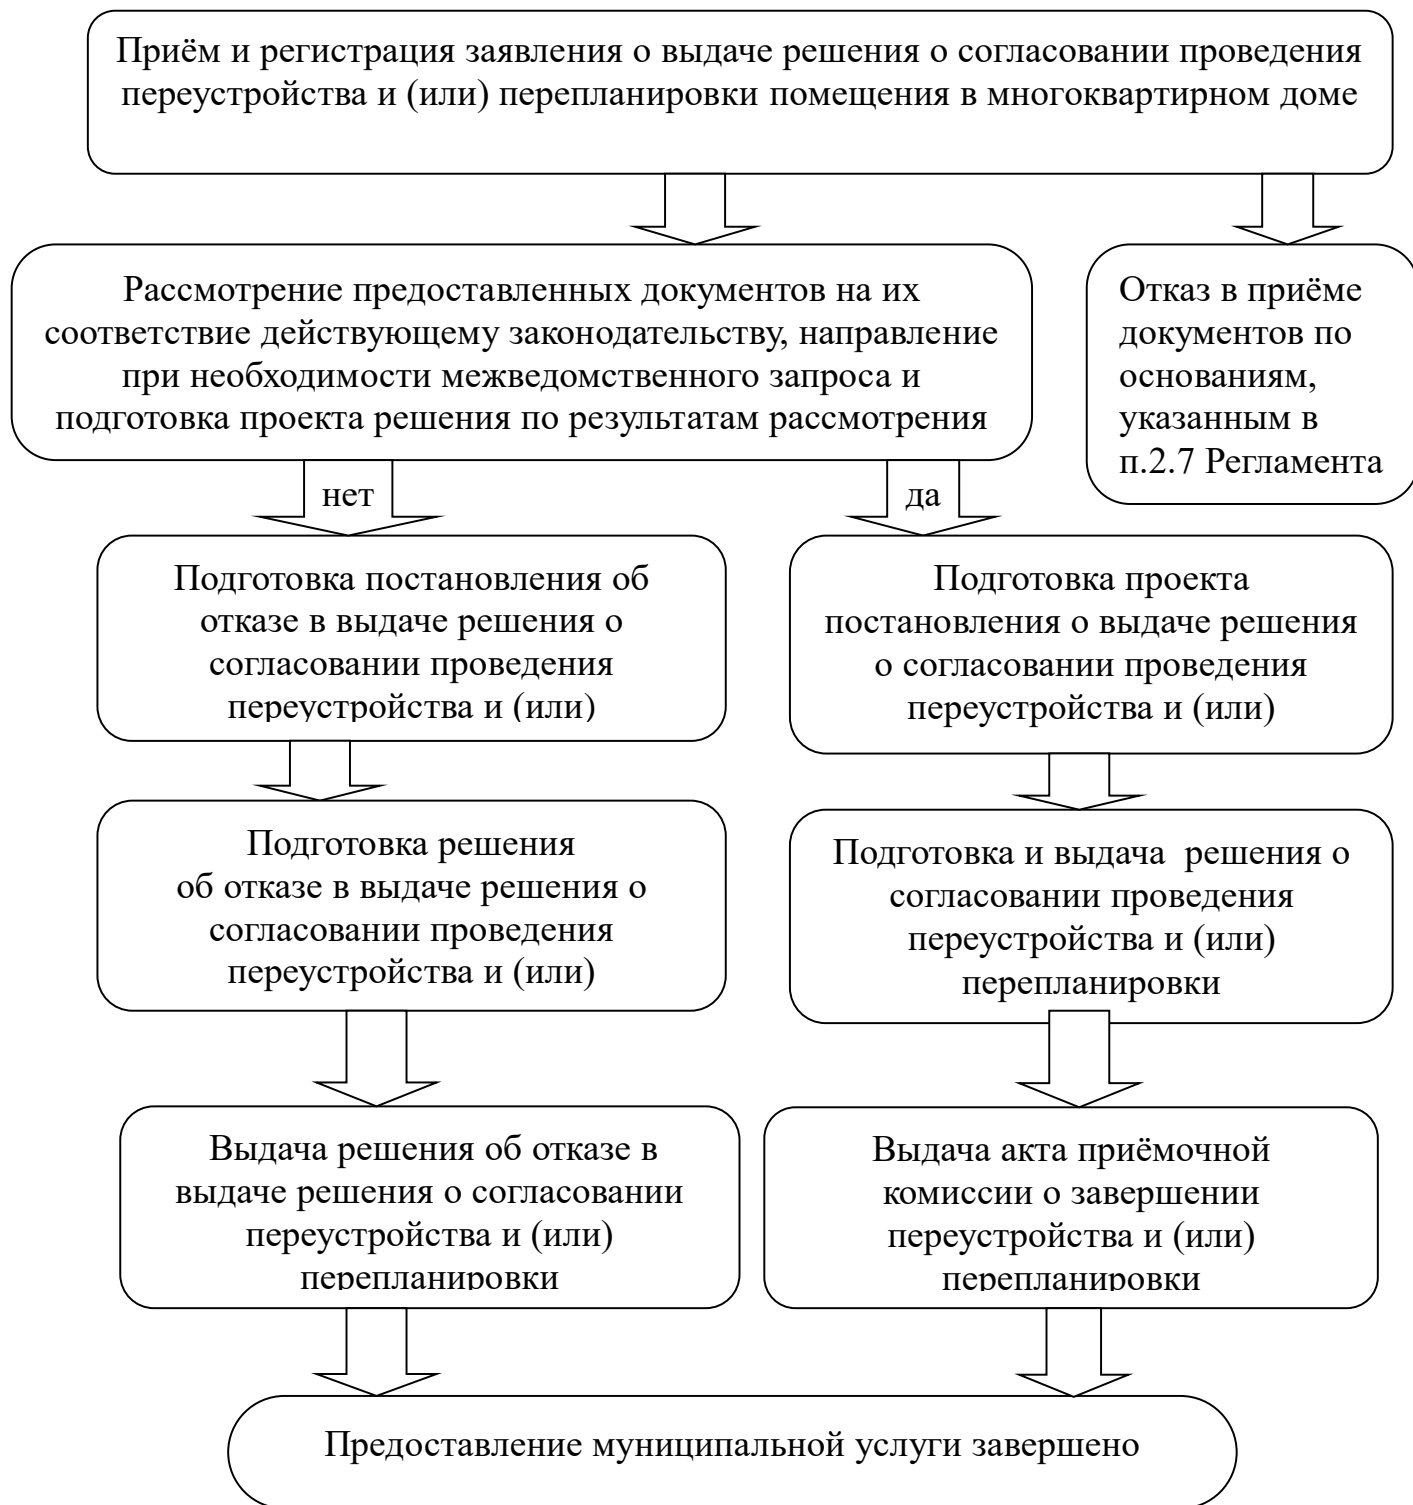 Приём и регистрация заявления о выдаче решения о согласовании проведения
переустройства и (или) перепланировки помещения в многоквартирном доме
Рассмотрение предоставленных документов на их
соответствие действующему законодательству, направление
при необходимости межведомственного запроса и
подготовка проекта решения по результатам рассмотрения
Отказ в приёме
документов по
основаниям,
указанным в
п.2.7 Регламента
нет
да
Подготовка постановления об
отказе в выдаче решения о
согласовании проведения
переустройства и (или)
Подготовка проекта
постановления о выдаче решения
о согласовании проведения
переустройства и (или)
Подготовка решения
об отказе в выдаче решения о
согласовании проведения
переустройства и (или)
Подготовка и выдача  решения о
согласовании проведения
переустройства и (или)
перепланировки
Выдача решения об отказе в
выдаче решения о согласовании
переустройства и (или)
перепланировки
Выдача акта приёмочной
комиссии о завершении
переустройства и (или)
перепланировки
Предоставление муниципальной услуги завершено